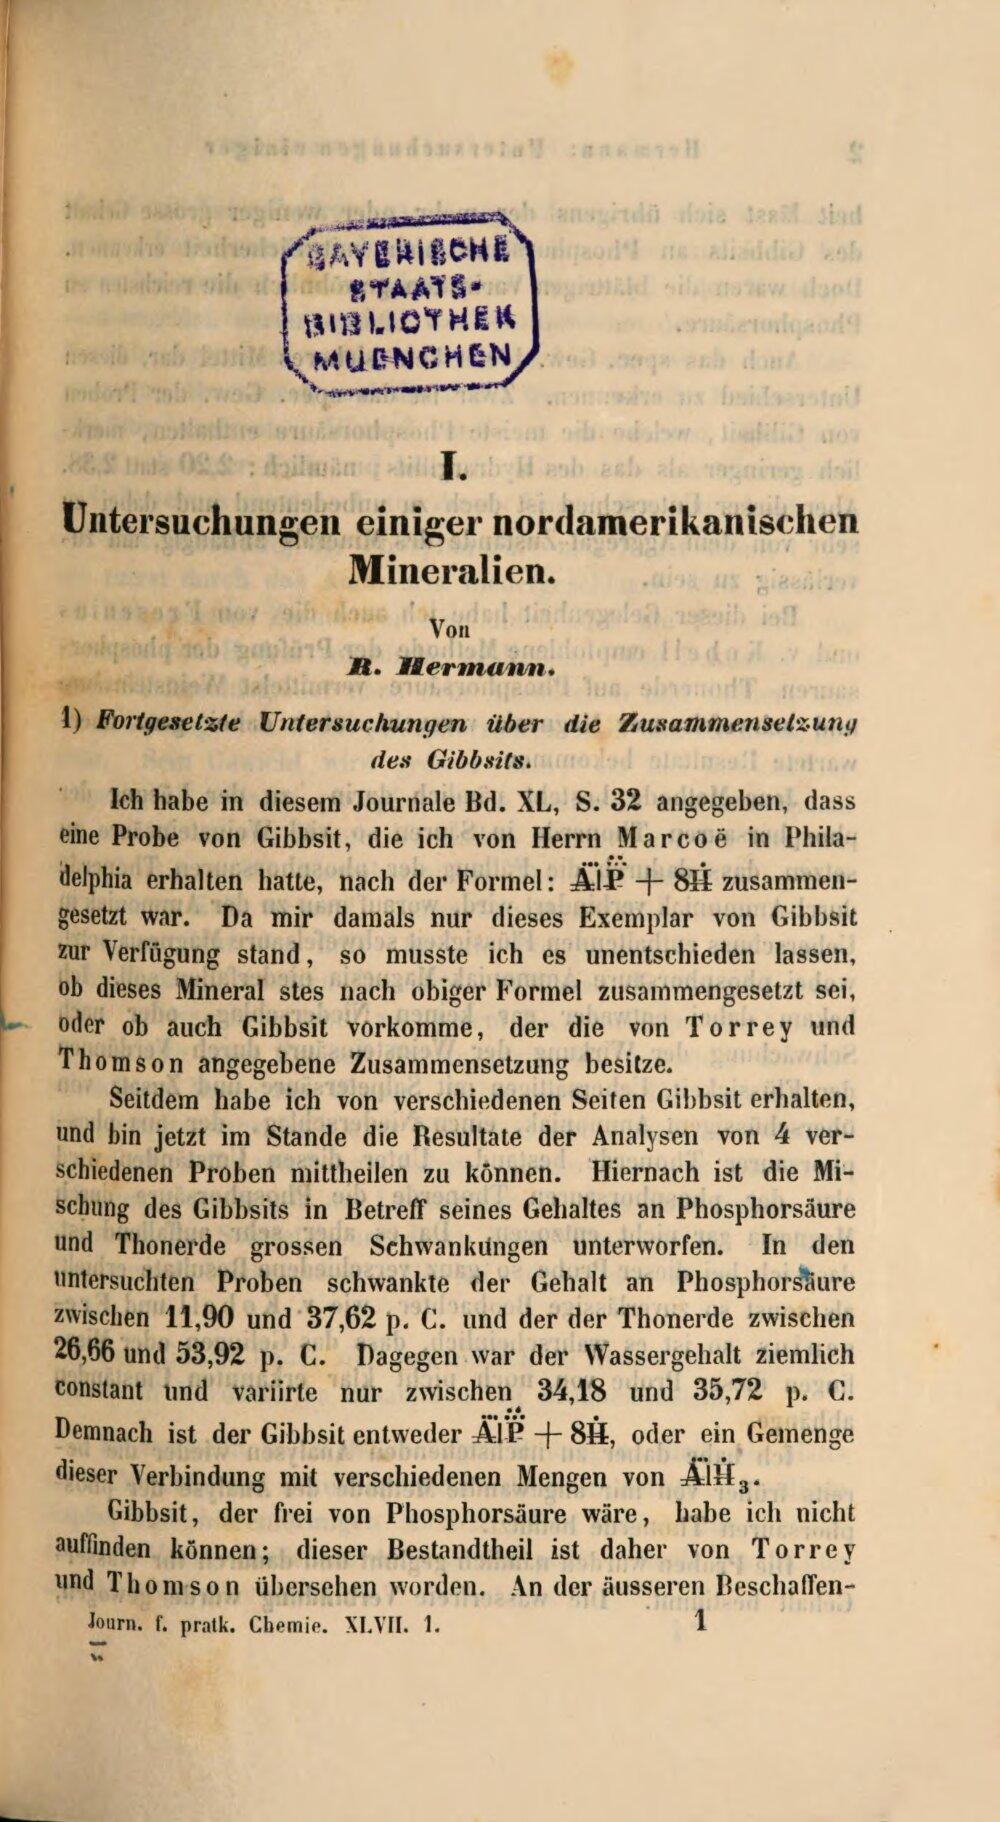 BAYERISCHE
STAATS-
BIBLIOTHEK
MUENCHEN
I.
Untersuchungen einiger nordamerikanischen
Mineralien.
Von
R. Hermann.
1) Fortgesetzte Untersuchungen über die Zusammensetzung
des Gibbsits.
Ich habe in diesem Journale Bd. XL, S. 32 angegeben, dass
eine Probe von Gibbsit, die ich von Herrn Marcoë in Phila-
delphia erhalten hatte, nach der Formel: A̶⃛lP̶⃛̈ + 8Ḣ̶ zusammen-
gesetzt war. Da mir damals nur dieses Exemplar von Gibbsit
zur Verfügung stand, so musste ich es unentschieden lassen,
ob dieses Mineral stes nach obiger Formel zusammengesetzt sei,
oder ob auch Gibbsit vorkomme, der die von Torrey und
Thomson angegebene Zusammensetzung besitze.
Seitdem habe ich von verschiedenen Seiten Gibbsit erhalten,
und bin jetzt im Stande die Resultate der Analysen von 4 ver-
schiedenen Proben mittheilen zu können. Hiernach ist die Mi-
schung des Gibbsits in Betreff seines Gehaltes an Phosphorsäure
und Thonerde grossen Schwankungen unterworfen. In den
untersuchten Proben schwankte der Gehalt an Phosphorsäure
zwischen 11,90 und 37,62 p. C. und der der Thonerde zwischen
26,66 und 53,92 p. C. Dagegen war der Wassergehalt ziemlich
constant und variirte nur zwischen 34,18 und 35,72 p. C.
Demnach ist der Gibbsit entweder A̶⃛lP̶⃛̈ + 8Ḣ̶, oder ein Gemenge
dieser Verbindung mit verschiedenen Mengen von A̶⃛lḢ̶₃.
Gibbsit, der frei von Phosphorsäure wäre, habe ich nicht
auffinden können; dieser Bestandtheil ist daher von Torrey
und Thomson übersehen worden. An der äusseren Beschaffen-
Journ. f. pratk. Chemie. XLVII. 1. 1